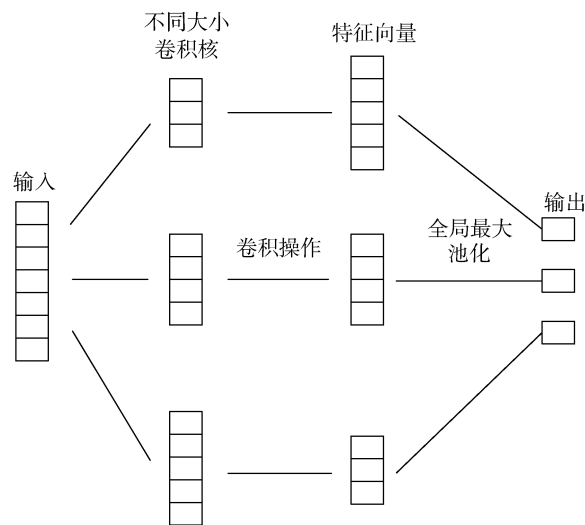 不同大小
卷积核
特征向量
输入
卷积操作
全局最大
池化
输出